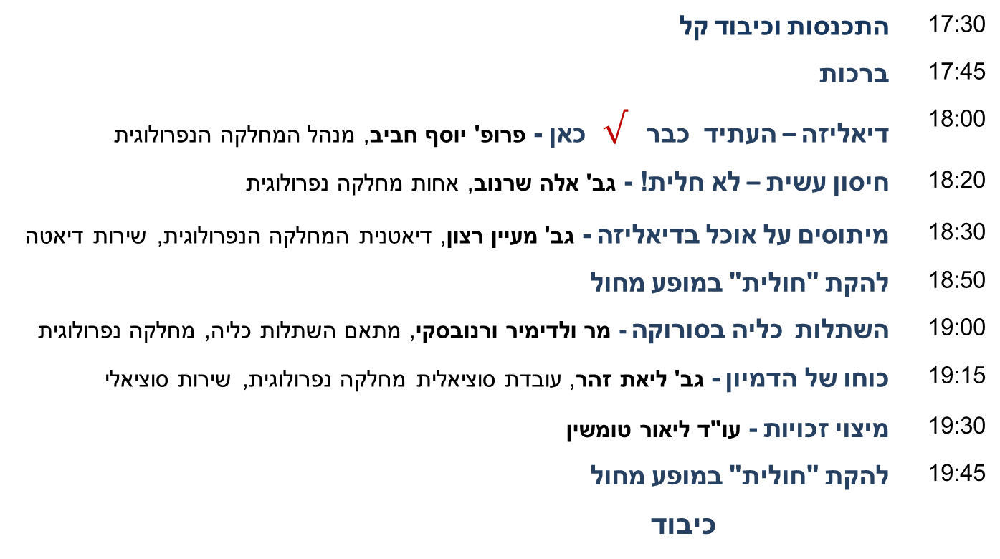 17:30 התכנסות וכיבוד קל
17:45 ברכות
18:00 דיאליזה – העתיד כבר √ כאן - פרופ' יוסף חביב, מנהל המחלקה הנפרולוגית
18:20 חיסון עשית – לא חלית! - גב' אלה שרנוב, אחות מחלקה נפרולוגית
18:30 מיתוסים על אוכל בדיאליזה - גב' מעיין רצון, דיאטנית המחלקה הנפרולוגית, שירות דיאטה
18:50 להקת "חולית" במופע מחול
19:00 השתלות כליה בסורוקה - מר ולדימיר ורנובסקי, מתאם השתלות כליה, מחלקה נפרולוגית
19:15 כוחו של הדמיון - גב' ליאת זהר, עובדת סוציאלית מחלקה נפרולוגית, שירות סוציאלי
19:30 מיצוי זכויות - עו"ד ליאור טומשין
19:45 להקת "חולית" במופע מחול
כיבוד